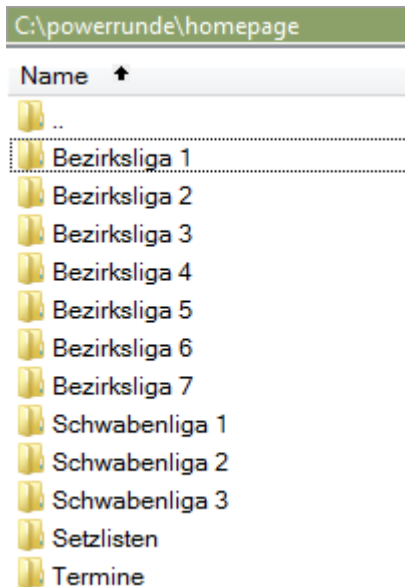 C:\powerrunde\homepage
Name
..
Bezirksliga 1
Bezirksliga 2
Bezirksliga 3
Bezirksliga 4
Bezirksliga 5
Bezirksliga 6
Bezirksliga 7
Schwabenliga 1
Schwabenliga 2
Schwabenliga 3
Setzlisten
Termine